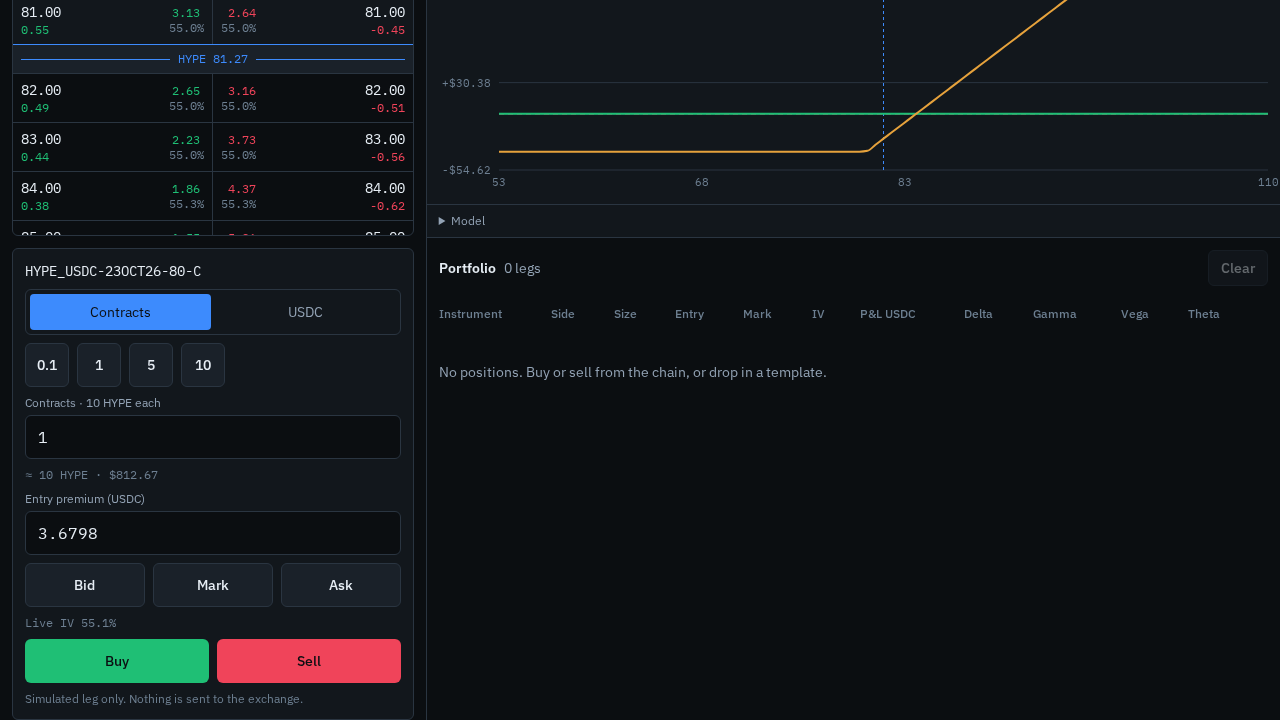 81.00 3.13 2.64 81.00
0.55 55.0% 55.0% -0.45
HYPE 81.27
82.00 2.65 3.16 82.00
0.49 55.0% 55.0% -0.51
83.00 2.23 3.73 83.00
0.44 55.0% 55.0% -0.56
84.00 1.86 4.37 84.00
0.38 55.3% 55.3% -0.62
HYPE_USDC-23OCT26-80-C
Contracts USDC
0.1 1 5 10
Contracts · 10 HYPE each
1
≈ 10 HYPE · $812.67
Entry premium (USDC)
3.6798
Bid Mark Ask
Live IV 55.1%
Buy Sell
Simulated leg only. Nothing is sent to the exchange.
+$30.38
-$54.62
53 68 83 110
▶ Model
Portfolio 0 legs Clear
Instrument Side Size Entry Mark IV P&L USDC Delta Gamma Vega Theta
No positions. Buy or sell from the chain, or drop in a template.